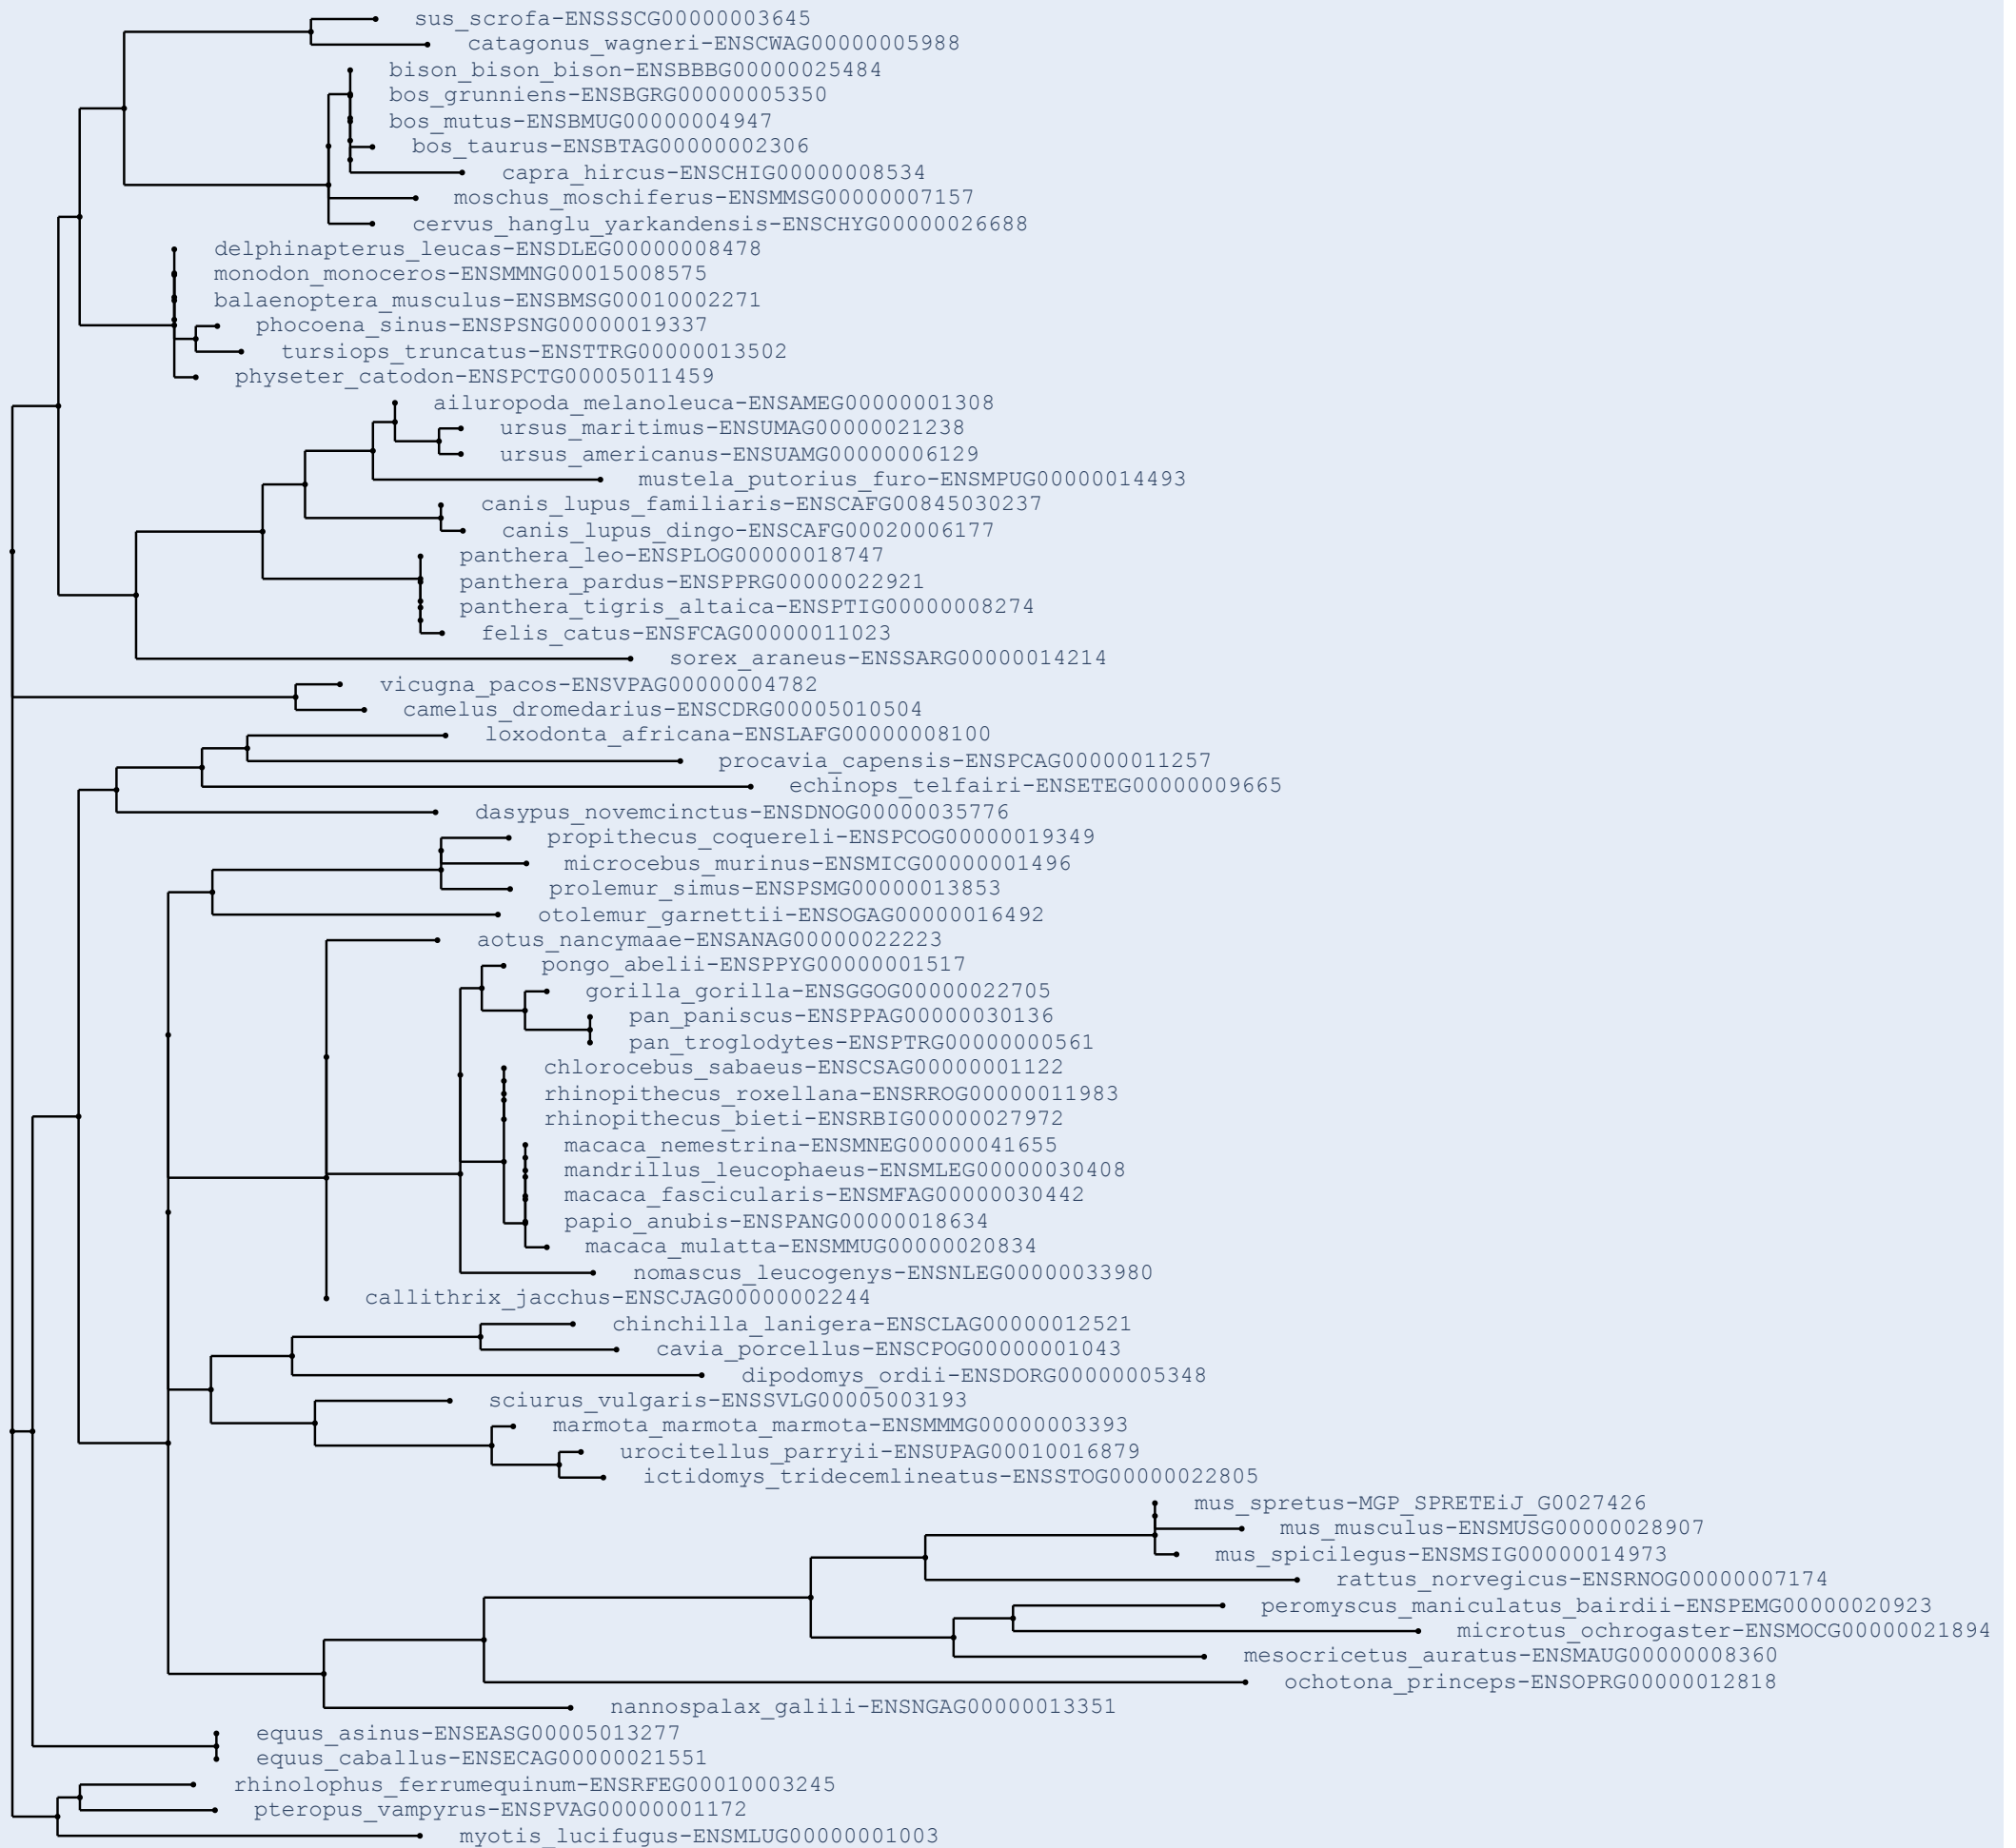 sus_scrofa-ENSSSCG00000003645
catagonus_wagneri-ENSCWAG00000005988
bison_bison_bison-ENSBBBG00000025484
bos_grunniens-ENSBGRG00000005350
bos_mutus-ENSBMUG00000004947
bos_taurus-ENSBTAG00000002306
capra_hircus-ENSCHIG00000008534
moschus_moschiferus-ENSMMSG00000007157
cervus_hanglu_yarkandensis-ENSCHYG00000026688
delphinapterus_leucas-ENSDLEG00000008478
monodon_monoceros-ENSMMNG00015008575
balaenoptera_musculus-ENSBMSG00010002271
phocoena_sinus-ENSPSNG00000019337
tursiops_truncatus-ENSTTRG00000013502
physeter_catodon-ENSPCTG00005011459
ailuropoda_melanoleuca-ENSAMEG00000001308
ursus_maritimus-ENSUMAG00000021238
ursus_americanus-ENSUAMG00000006129
mustela_putorius_furo-ENSMPUG00000014493
canis_lupus_familiaris-ENSCAFG00845030237
canis_lupus_dingo-ENSCAFG00020006177
panthera_leo-ENSPLOG00000018747
panthera_pardus-ENSPPRG00000022921
panthera_tigris_altaica-ENSPTIG00000008274
felis_catus-ENSFCAG00000011023
sorex_araneus-ENSSARG00000014214
vicugna_pacos-ENSVPAG00000004782
camelus_dromedarius-ENSCDRG00005010504
loxodonta_africana-ENSLAFG00000008100
procavia_capensis-ENSPCAG00000011257
echinops_telfairi-ENSETEG00000009665
dasypus_novemcinctus-ENSDNOG00000035776
propithecus_coquereli-ENSPCOG00000019349
microcebus_murinus-ENSMICG00000001496
prolemur_simus-ENSPSMG00000013853
otolemur_garnettii-ENSOGAG00000016492
aotus_nancymaae-ENSANAG00000022223
pongo_abelii-ENSPPYG00000001517
gorilla_gorilla-ENSGGOG00000022705
pan_paniscus-ENSPPAG00000030136
pan_troglodytes-ENSPTRG00000000561
chlorocebus_sabaeus-ENSCSAG00000001122
rhinopithecus_roxellana-ENSRROG00000011983
rhinopithecus_bieti-ENSRBIG00000027972
macaca_nemestrina-ENSMNEG00000041655
mandrillus_leucophaeus-ENSMLEG00000030408
macaca_fascicularis-ENSMFAG00000030442
papio_anubis-ENSPANG00000018634
macaca_mulatta-ENSMMUG00000020834
nomascus_leucogenys-ENSNLEG00000033980
callithrix_jacchus-ENSCJAG00000002244
chinchilla_lanigera-ENSCLAG00000012521
cavia_porcellus-ENSCPOG00000001043
dipodomys_ordii-ENSDORG00000005348
sciurus_vulgaris-ENSSVLG00005003193
marmota_marmota_marmota-ENSMMMG00000003393
urocitellus_parryii-ENSUPAG00010016879
ictidomys_tridecemlineatus-ENSSTOG00000022805
mus_spretus-MGP_SPRETEiJ_G0027426
mus_musculus-ENSMUSG00000028907
mus_spicilegus-ENSMSIG00000014973
rattus_norvegicus-ENSRNOG00000007174
peromyscus_maniculatus_bairdii-ENSPEMG00000020923
microtus_ochrogaster-ENSMOCG00000021894
mesocricetus_auratus-ENSMAUG00000008360
ochotona_princeps-ENSOPRG00000012818
nannospalax_galili-ENSNGAG00000013351
equus_asinus-ENSEASG00005013277
equus_caballus-ENSECAG00000021551
rhinolophus_ferrumequinum-ENSRFEG00010003245
pteropus_vampyrus-ENSPVAG00000001172
myotis_lucifugus-ENSMLUG00000001003